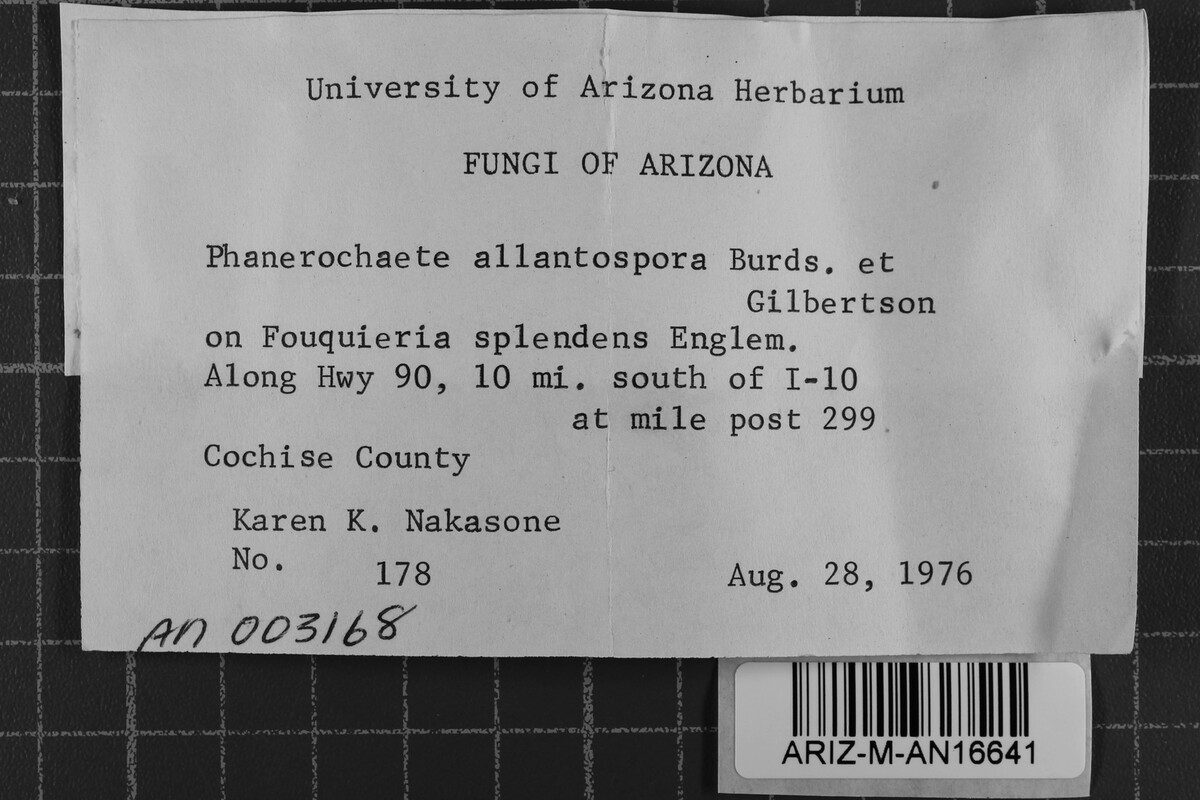 University of Arizona Herbarium
FUNGI OF ARIZONA
Phanerochaete allantospora Burds. et
Gilbertson
on Fouquieria splendens Englem.
Along Hwy 90, 10 mi. south of I-10
at mile post 299.
Cochise County
Karen K. Nakasone
No. 178
Aug. 28, 1976
AN 003168
ARIZ-M-AN16641